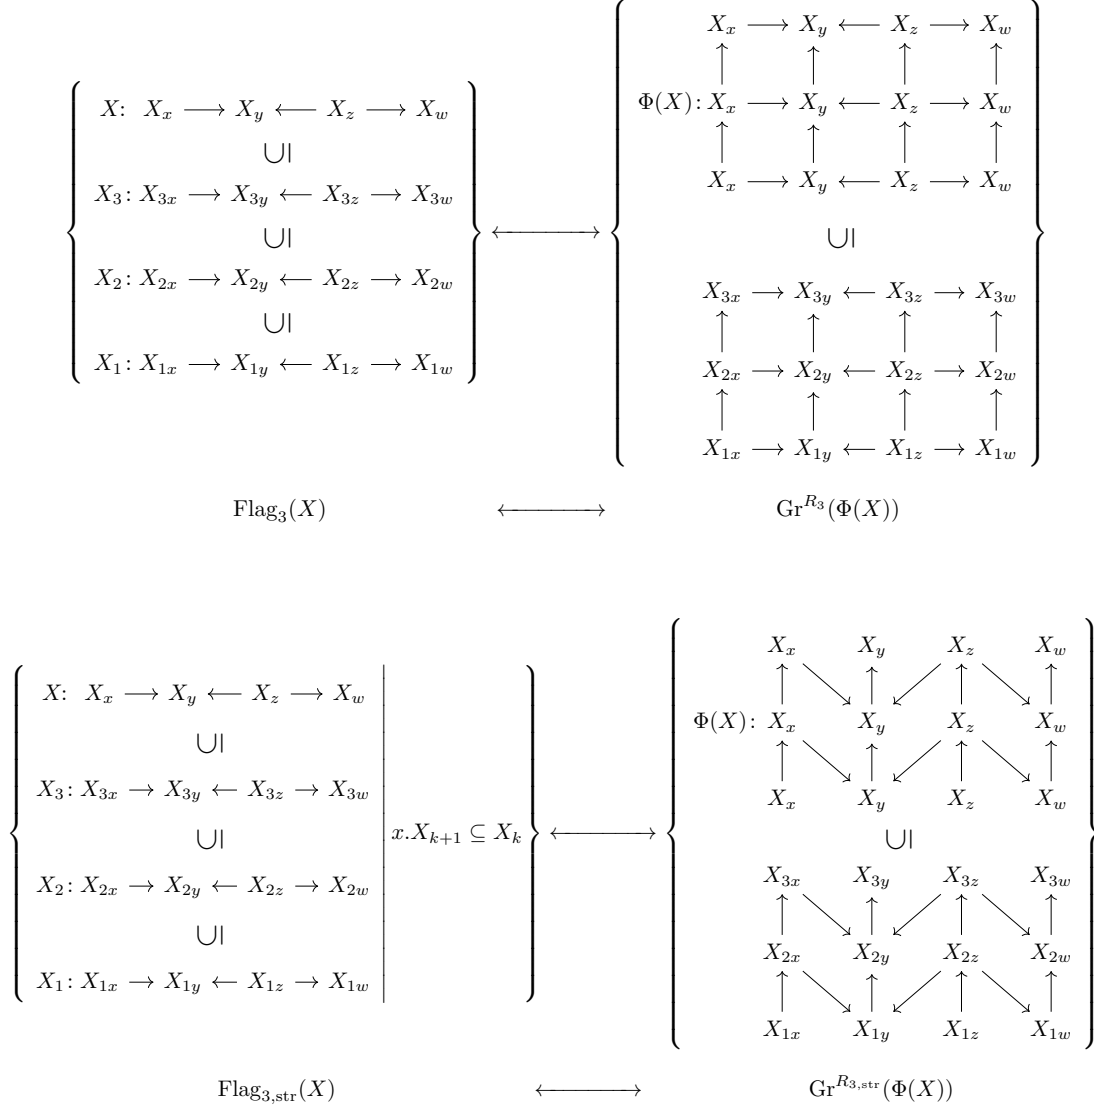 X: X_x ⟶ X_y ⟵ X_z ⟶ X_w
∪|
X_3: X_{3x} ⟶ X_{3y} ⟵ X_{3z} ⟶ X_{3w}
∪|
X_2: X_{2x} ⟶ X_{2y} ⟵ X_{2z} ⟶ X_{2w}
∪|
X_1: X_{1x} ⟶ X_{1y} ⟵ X_{1z} ⟶ X_{1w}
⟷
X_x ⟶ X_y ⟵ X_z ⟶ X_w
Φ(X): X_x ⟶ X_y ⟵ X_z ⟶ X_w
X_x ⟶ X_y ⟵ X_z ⟶ X_w
∪|
X_{3x} ⟶ X_{3y} ⟵ X_{3z} ⟶ X_{3w}
X_{2x} ⟶ X_{2y} ⟵ X_{2z} ⟶ X_{2w}
X_{1x} ⟶ X_{1y} ⟵ X_{1z} ⟶ X_{1w}
Flag_3(X) ⟷ Gr^{R_3}(Φ(X))
X: X_x ⟶ X_y ⟵ X_z ⟶ X_w
∪|
X_3: X_{3x} → X_{3y} ← X_{3z} → X_{3w}
∪|
X_2: X_{2x} → X_{2y} ← X_{2z} → X_{2w}
∪|
X_1: X_{1x} → X_{1y} ← X_{1z} → X_{1w}
x.X_{k+1} ⊆ X_k
⟷
X_x X_y X_z X_w
Φ(X): X_x X_y X_z X_w
X_x X_y X_z X_w
∪|
X_{3x} X_{3y} X_{3z} X_{3w}
X_{2x} X_{2y} X_{2z} X_{2w}
X_{1x} X_{1y} X_{1z} X_{1w}
Flag_{3,str}(X) ⟷ Gr^{R_{3,str}}(Φ(X))